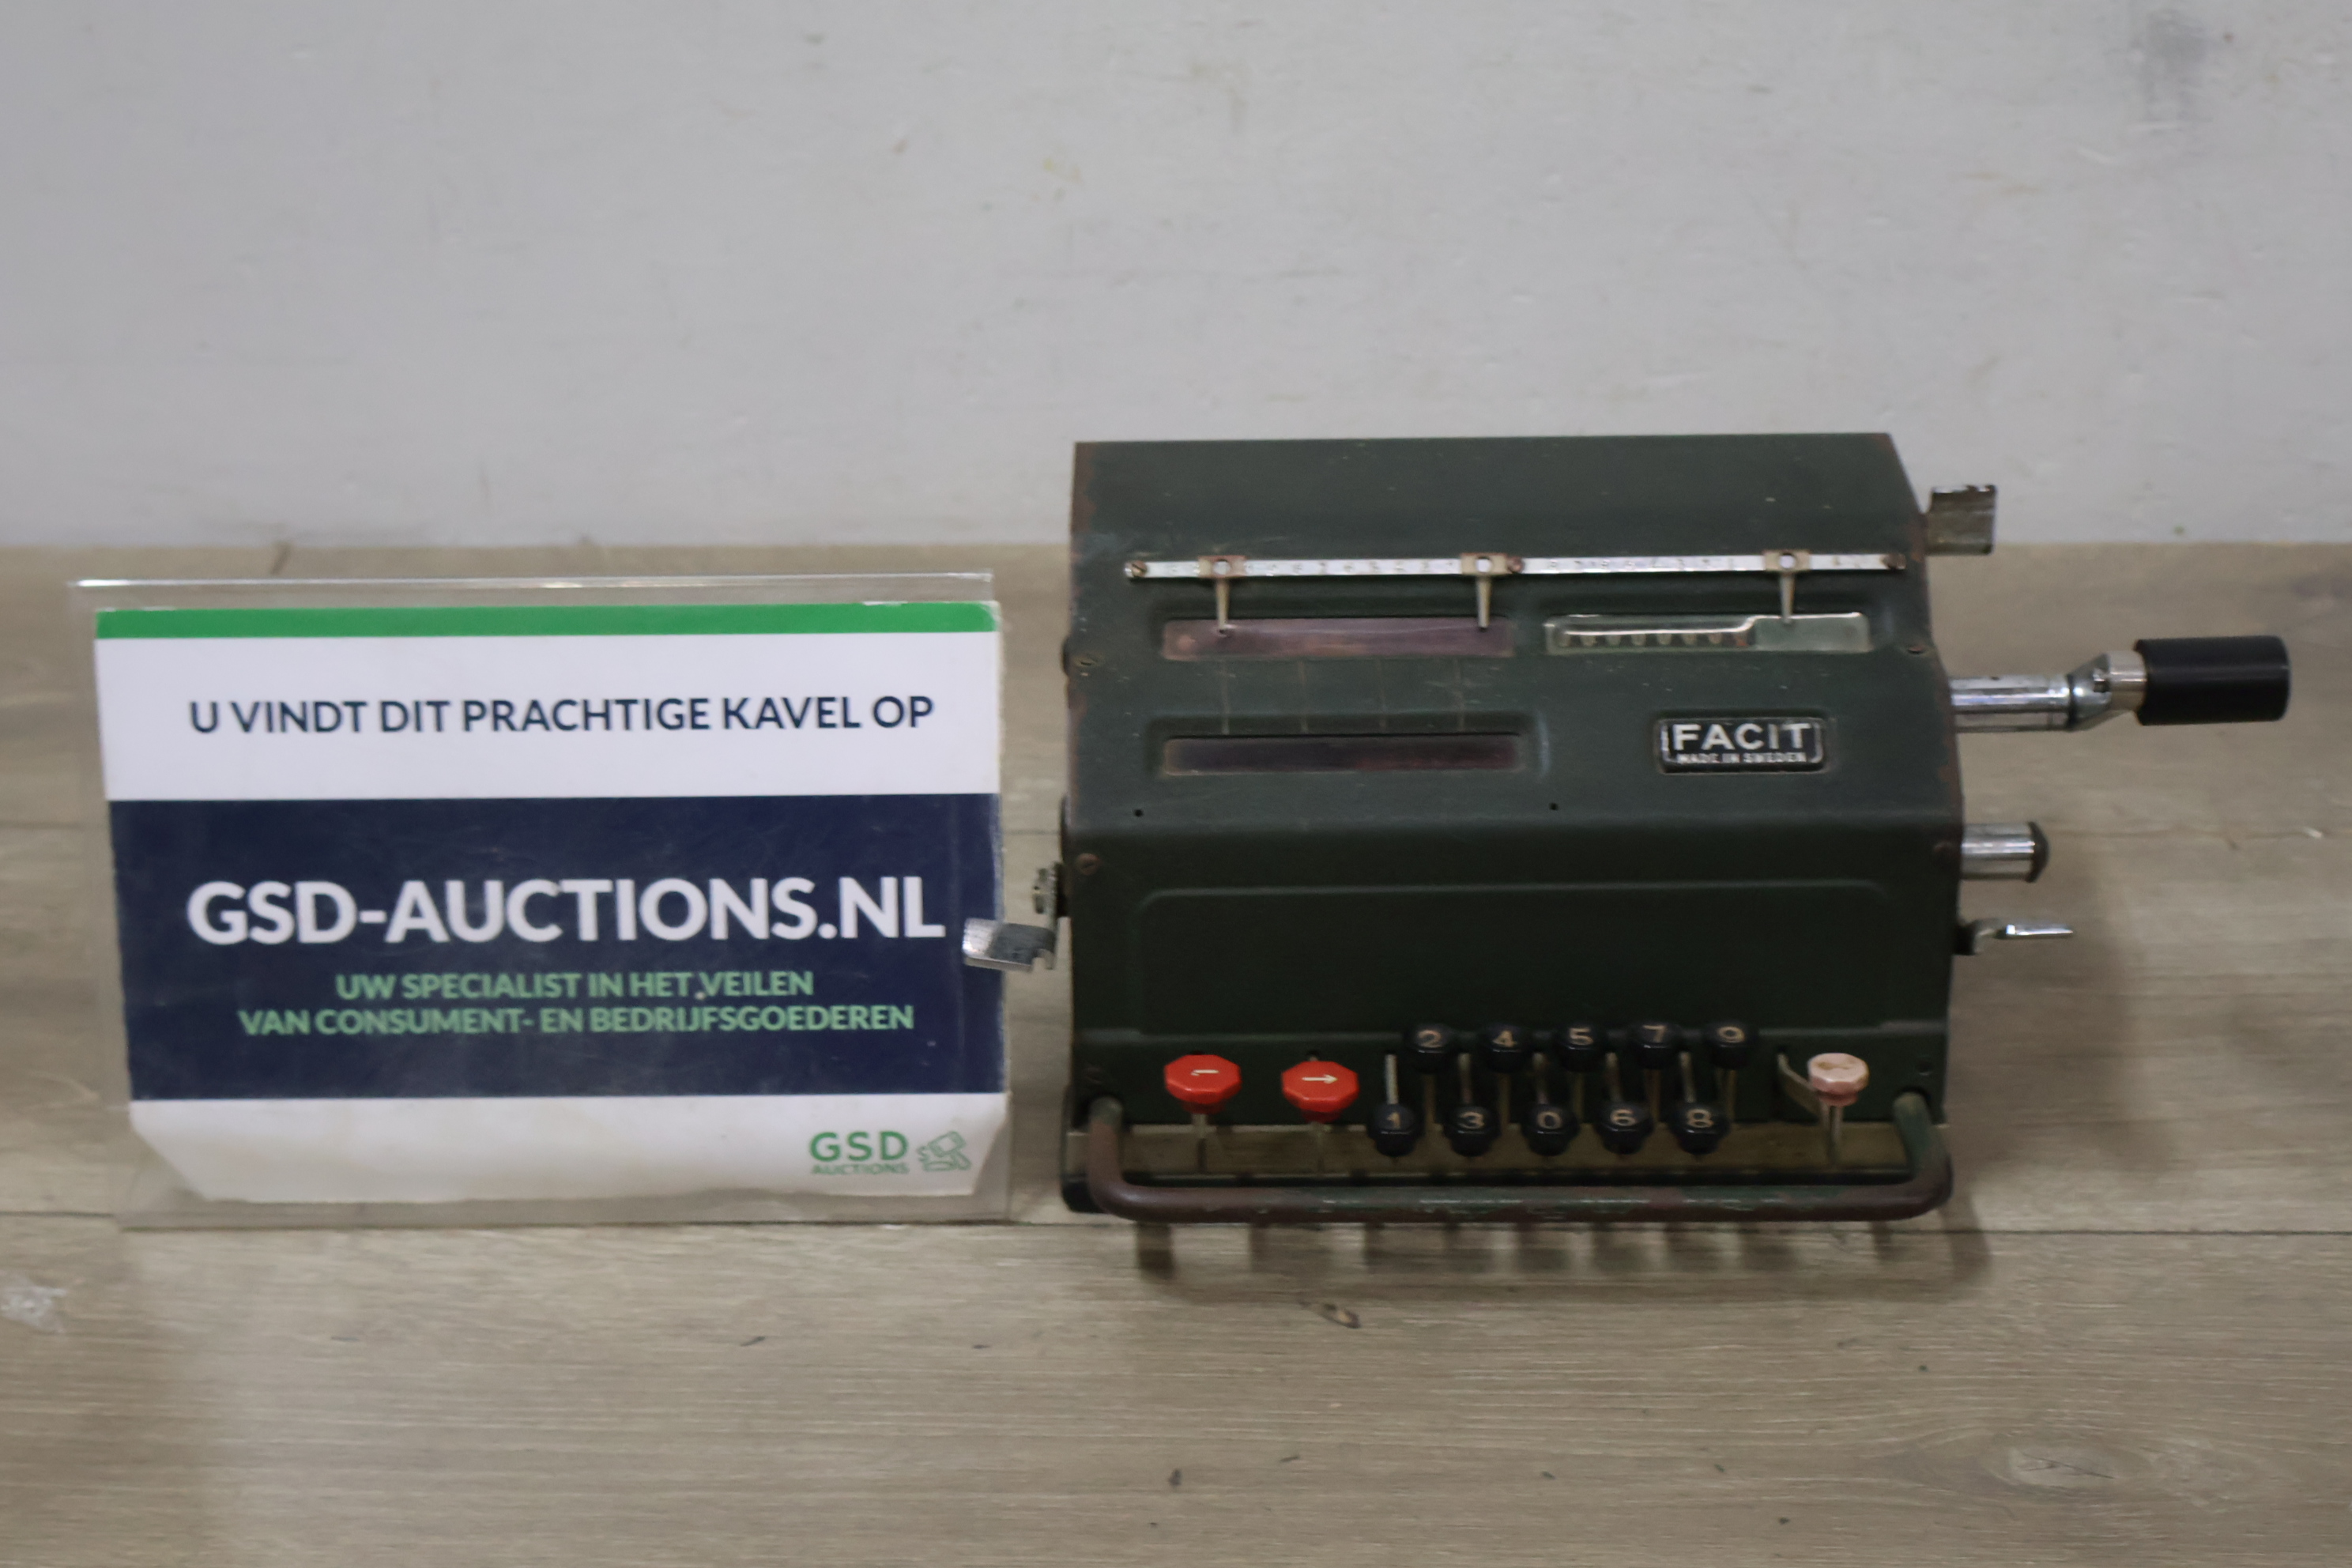 U VINDT DIT PRACHTIGE KAVEL OP
GSD-AUCTIONS.NL
UW SPECIALIST IN HET VEILEN
VAN CONSUMENT- EN BEDRIJFSGOEDEREN
GSD
AUCTIONS
FACIT
MADE IN SWEDEN
2 4 5 7 9
1 3 0 6 8